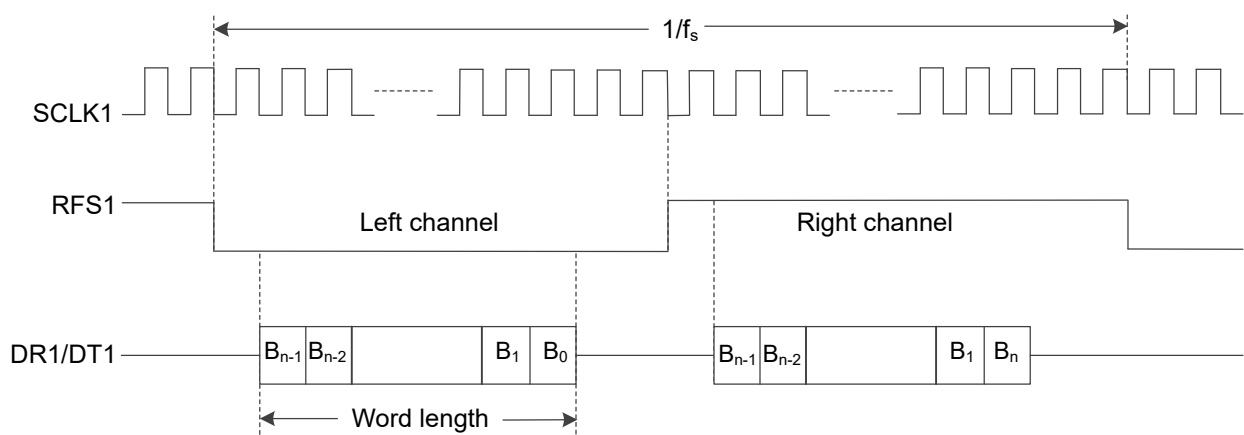 1/fs
SCLK1
RFS1
Left channel
Right channel
DR1/DT1
Bn-1 Bn-2 B1 B0 Bn-1 Bn-2 B1 Bn
Word length